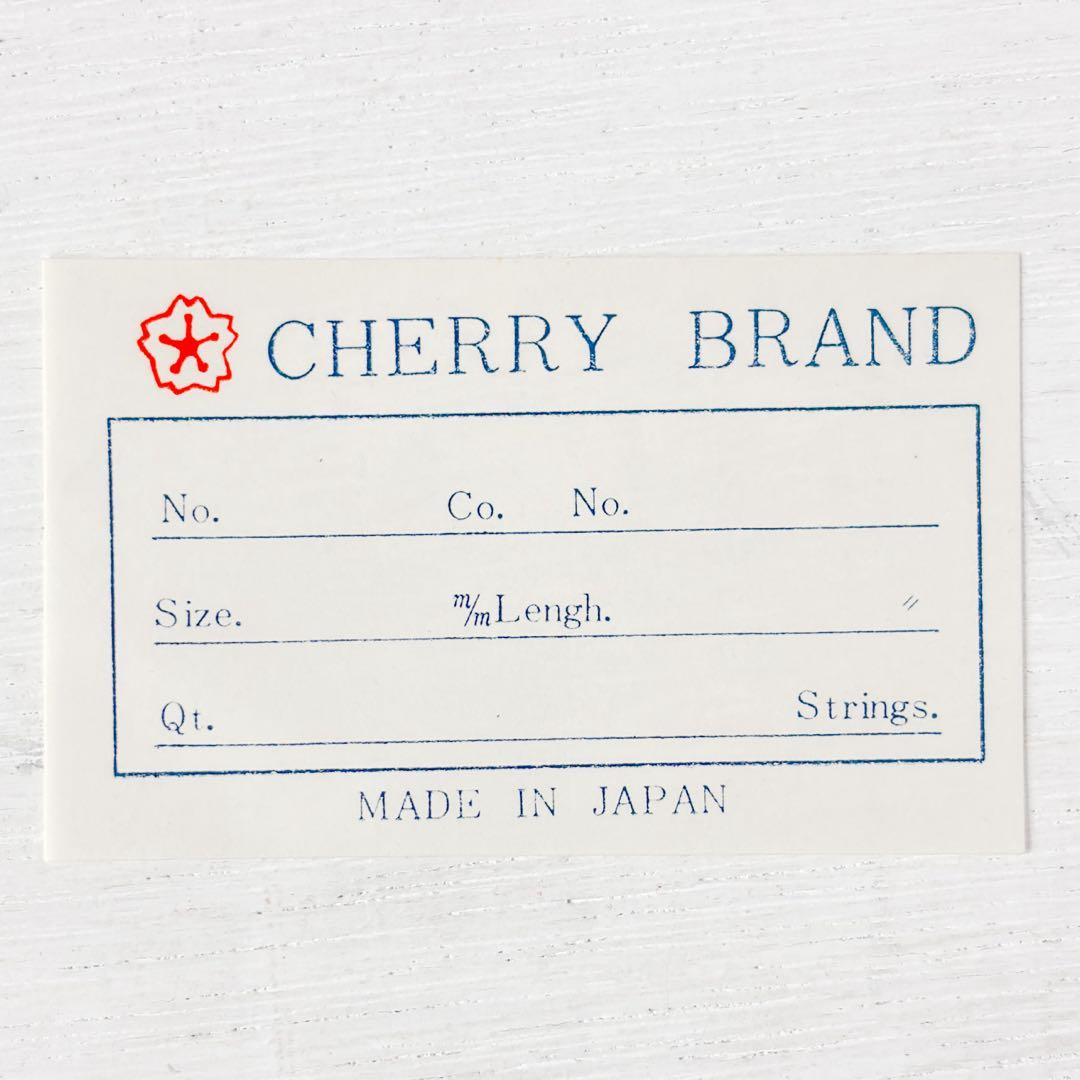 CHERRY BRAND
No. Co. No.
Size. m/m Lengh. 〃
Qt. Strings.
MADE IN JAPAN